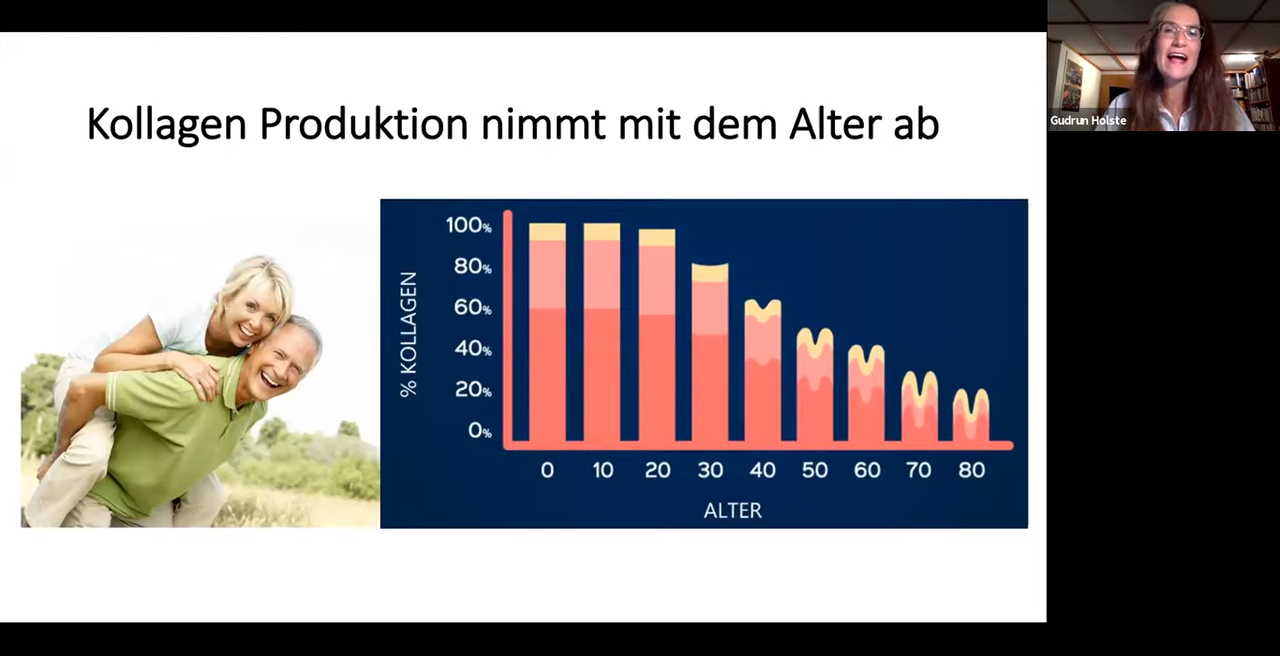 Kollagen Produktion nimmt mit dem Alter ab
Gudrun Holste
% KOLLAGEN
100%
80%
60%
40%
20%
0%
0 10 20 30 40 50 60 70 80
ALTER